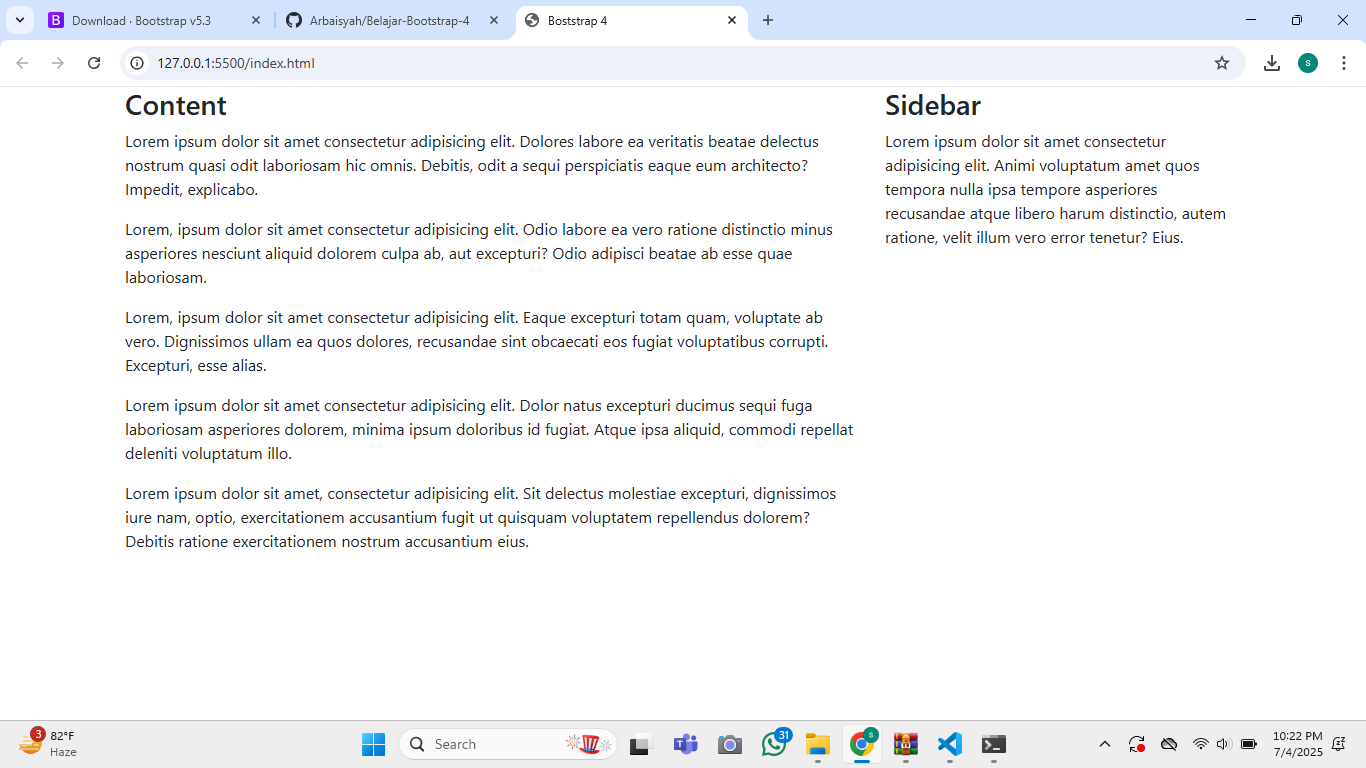 Download · Bootstrap v5.3
Arbaisyah/Belajar-Bootstrap-4
Boststrap 4
127.0.0.1:5500/index.html
s
Content
Lorem ipsum dolor sit amet consectetur adipisicing elit. Dolores labore ea veritatis beatae delectus
nostrum quasi odit laboriosam hic omnis. Debitis, odit a sequi perspiciatis eaque eum architecto?
Impedit, explicabo.
Lorem, ipsum dolor sit amet consectetur adipisicing elit. Odio labore ea vero ratione distinctio minus
asperiores nesciunt aliquid dolorem culpa ab, aut excepturi? Odio adipisci beatae ab esse quae
laboriosam.
Lorem, ipsum dolor sit amet consectetur adipisicing elit. Eaque excepturi totam quam, voluptate ab
vero. Dignissimos ullam ea quos dolores, recusandae sint obcaecati eos fugiat voluptatibus corrupti.
Excepturi, esse alias.
Lorem ipsum dolor sit amet consectetur adipisicing elit. Dolor natus excepturi ducimus sequi fuga
laboriosam asperiores dolorem, minima ipsum doloribus id fugiat. Atque ipsa aliquid, commodi repellat
deleniti voluptatum illo.
Lorem ipsum dolor sit amet, consectetur adipisicing elit. Sit delectus molestiae excepturi, dignissimos
iure nam, optio, exercitationem accusantium fugit ut quisquam voluptatem repellendus dolorem?
Debitis ratione exercitationem nostrum accusantium eius.
Sidebar
Lorem ipsum dolor sit amet consectetur
adipisicing elit. Animi voluptatum amet quos
tempora nulla ipsa tempore asperiores
recusandae atque libero harum distinctio, autem
ratione, velit illum vero error tenetur? Eius.
3
82°F
Haze
Search
31
s
10:22 PM
7/4/2025